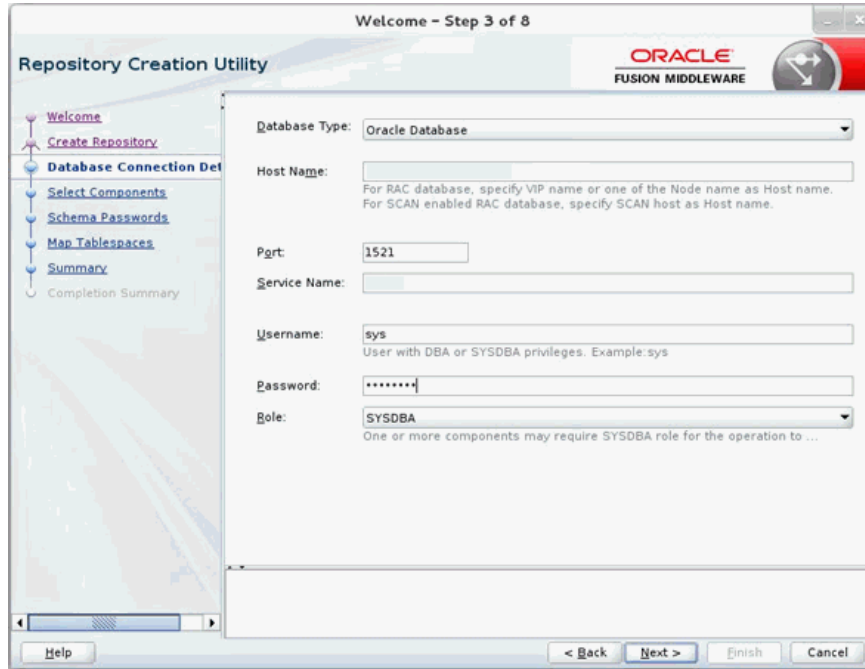 Welcome - Step 3 of 8
Repository Creation Utility
ORACLE
FUSION MIDDLEWARE
Welcome
Create Repository
Database Connection Det
Select Components
Schema Passwords
Map Tablespaces
Summary
Completion Summary
Database Type: Oracle Database
Host Name:
For RAC database, specify VIP name or one of the Node name as Host name.
For SCAN enabled RAC database, specify SCAN host as Host name.
Port: 1521
Service Name:
Username: sys
User with DBA or SYSDBA privileges. Example:sys
Password: ••••••••
Role: SYSDBA
One or more components may require SYSDBA role for the operation to ...
Help
< Back
Next >
Finish
Cancel